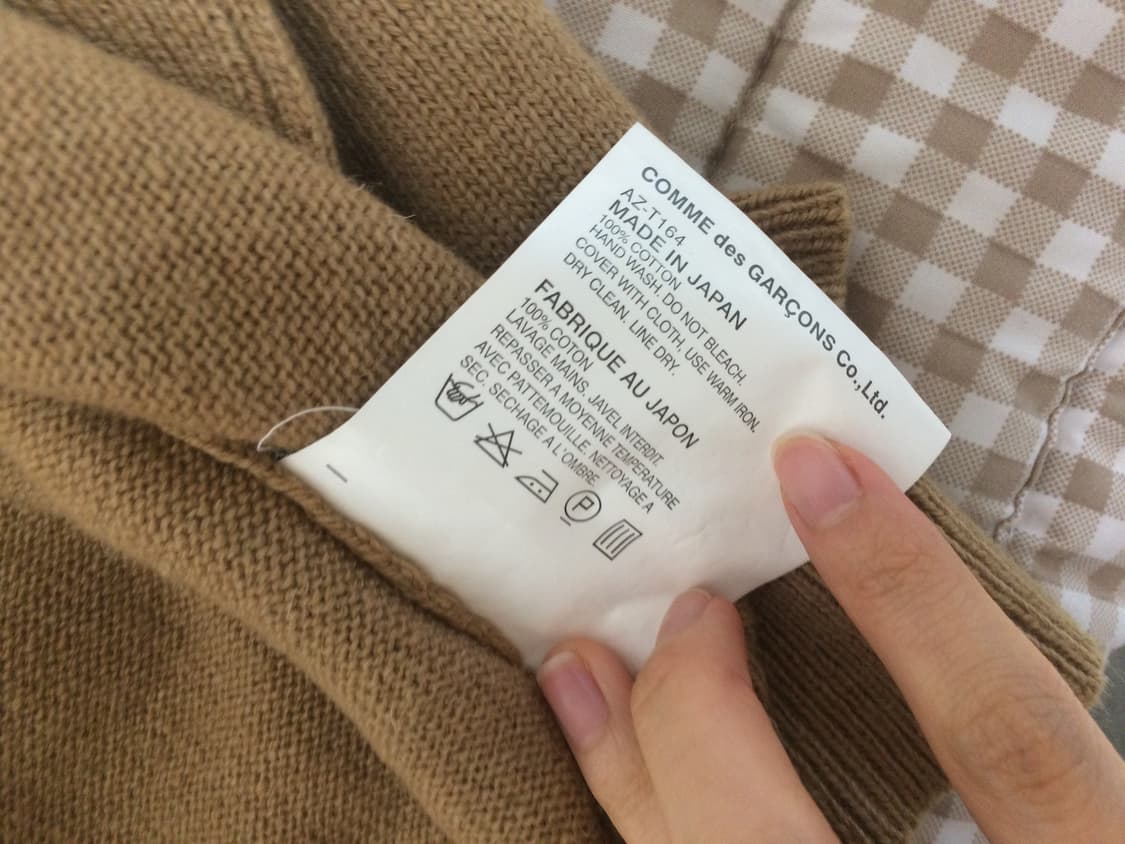 COMME des GARÇONS Co.,Ltd.
AZ-T164
MADE IN JAPAN
100% COTTON
HAND WASH. DO NOT BLEACH.
COVER WITH CLOTH, USE WARM IRON.
DRY CLEAN. LINE DRY.
FABRIQUE AU JAPON
100% COTON
LAVAGE MAINS. JAVEL INTERDIT.
REPASSER A MOYENNE TEMPERATURE
AVEC PATTEMOUILLE. NETTOYAGE A
SEC. SECHAGE A L'OMBRE.
P